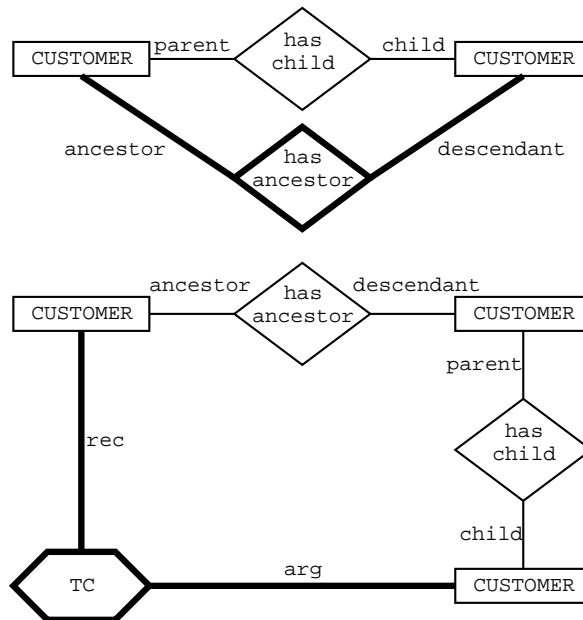 parent
has
child
child
CUSTOMER
CUSTOMER
ancestor
has
ancestor
descendant
ancestor
has
ancestor
descendant
CUSTOMER
CUSTOMER
parent
rec
has
child
child
arg
TC
CUSTOMER